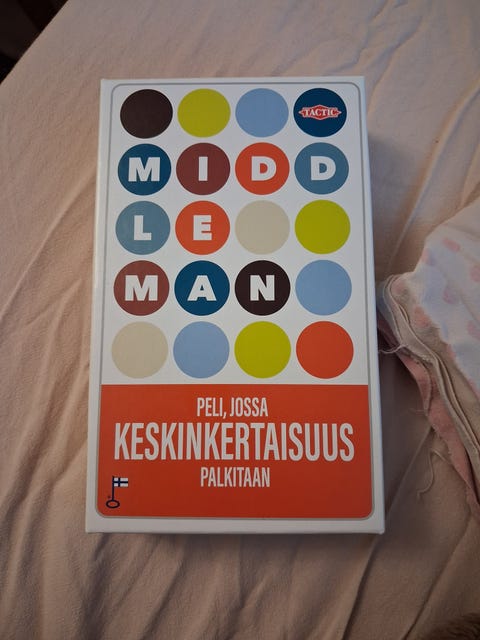 TACTIC
MIDD
LE
MAN
PELI, JOSSA
KESKINKERTAISUUS
PALKITAAN